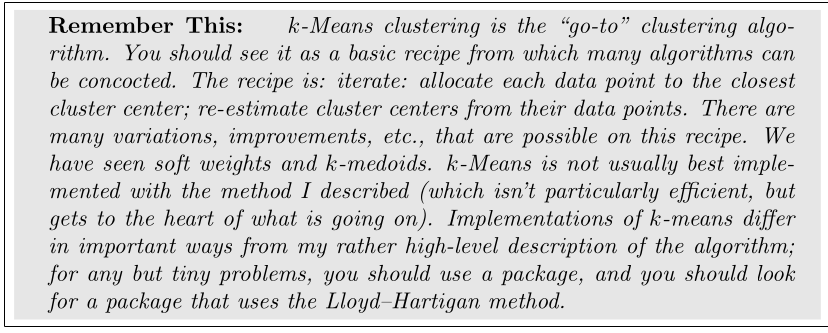 Remember This: k-Means clustering is the “go-to” clustering algo-
rithm. You should see it as a basic recipe from which many algorithms can
be concocted. The recipe is: iterate: allocate each data point to the closest
cluster center; re-estimate cluster centers from their data points. There are
many variations, improvements, etc., that are possible on this recipe. We
have seen soft weights and k-medoids. k-Means is not usually best imple-
mented with the method I described (which isn’t particularly efficient, but
gets to the heart of what is going on). Implementations of k-means differ
in important ways from my rather high-level description of the algorithm;
for any but tiny problems, you should use a package, and you should look
for a package that uses the Lloyd–Hartigan method.